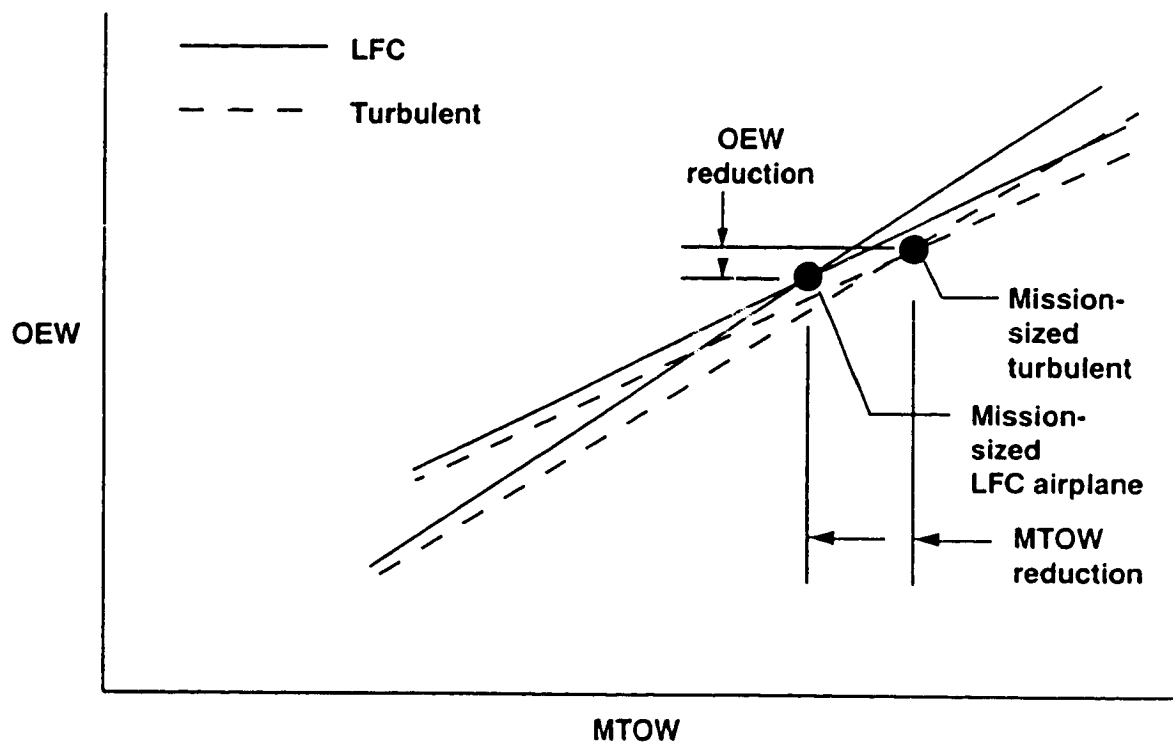 LFC
Turbulent
OEW
reduction
OEW
Mission-
sized
turbulent
Mission-
sized
LFC airplane
MTOW
reduction
MTOW